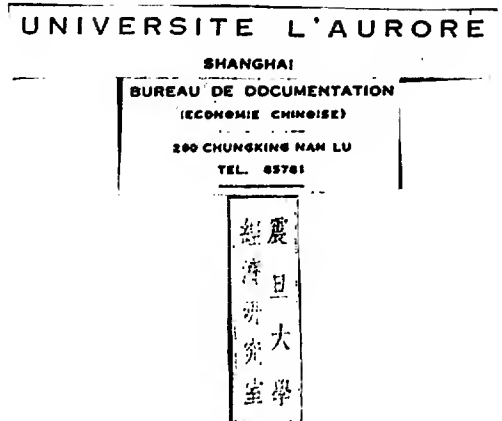 UNIVERSITE L'AURORE
SHANGHAI
BUREAU DE DOCUMENTATION
(ECONOMIE CHINOISE)
280 CHUNGKING NAN LU
TEL. 85781
震旦大學
經濟研究室